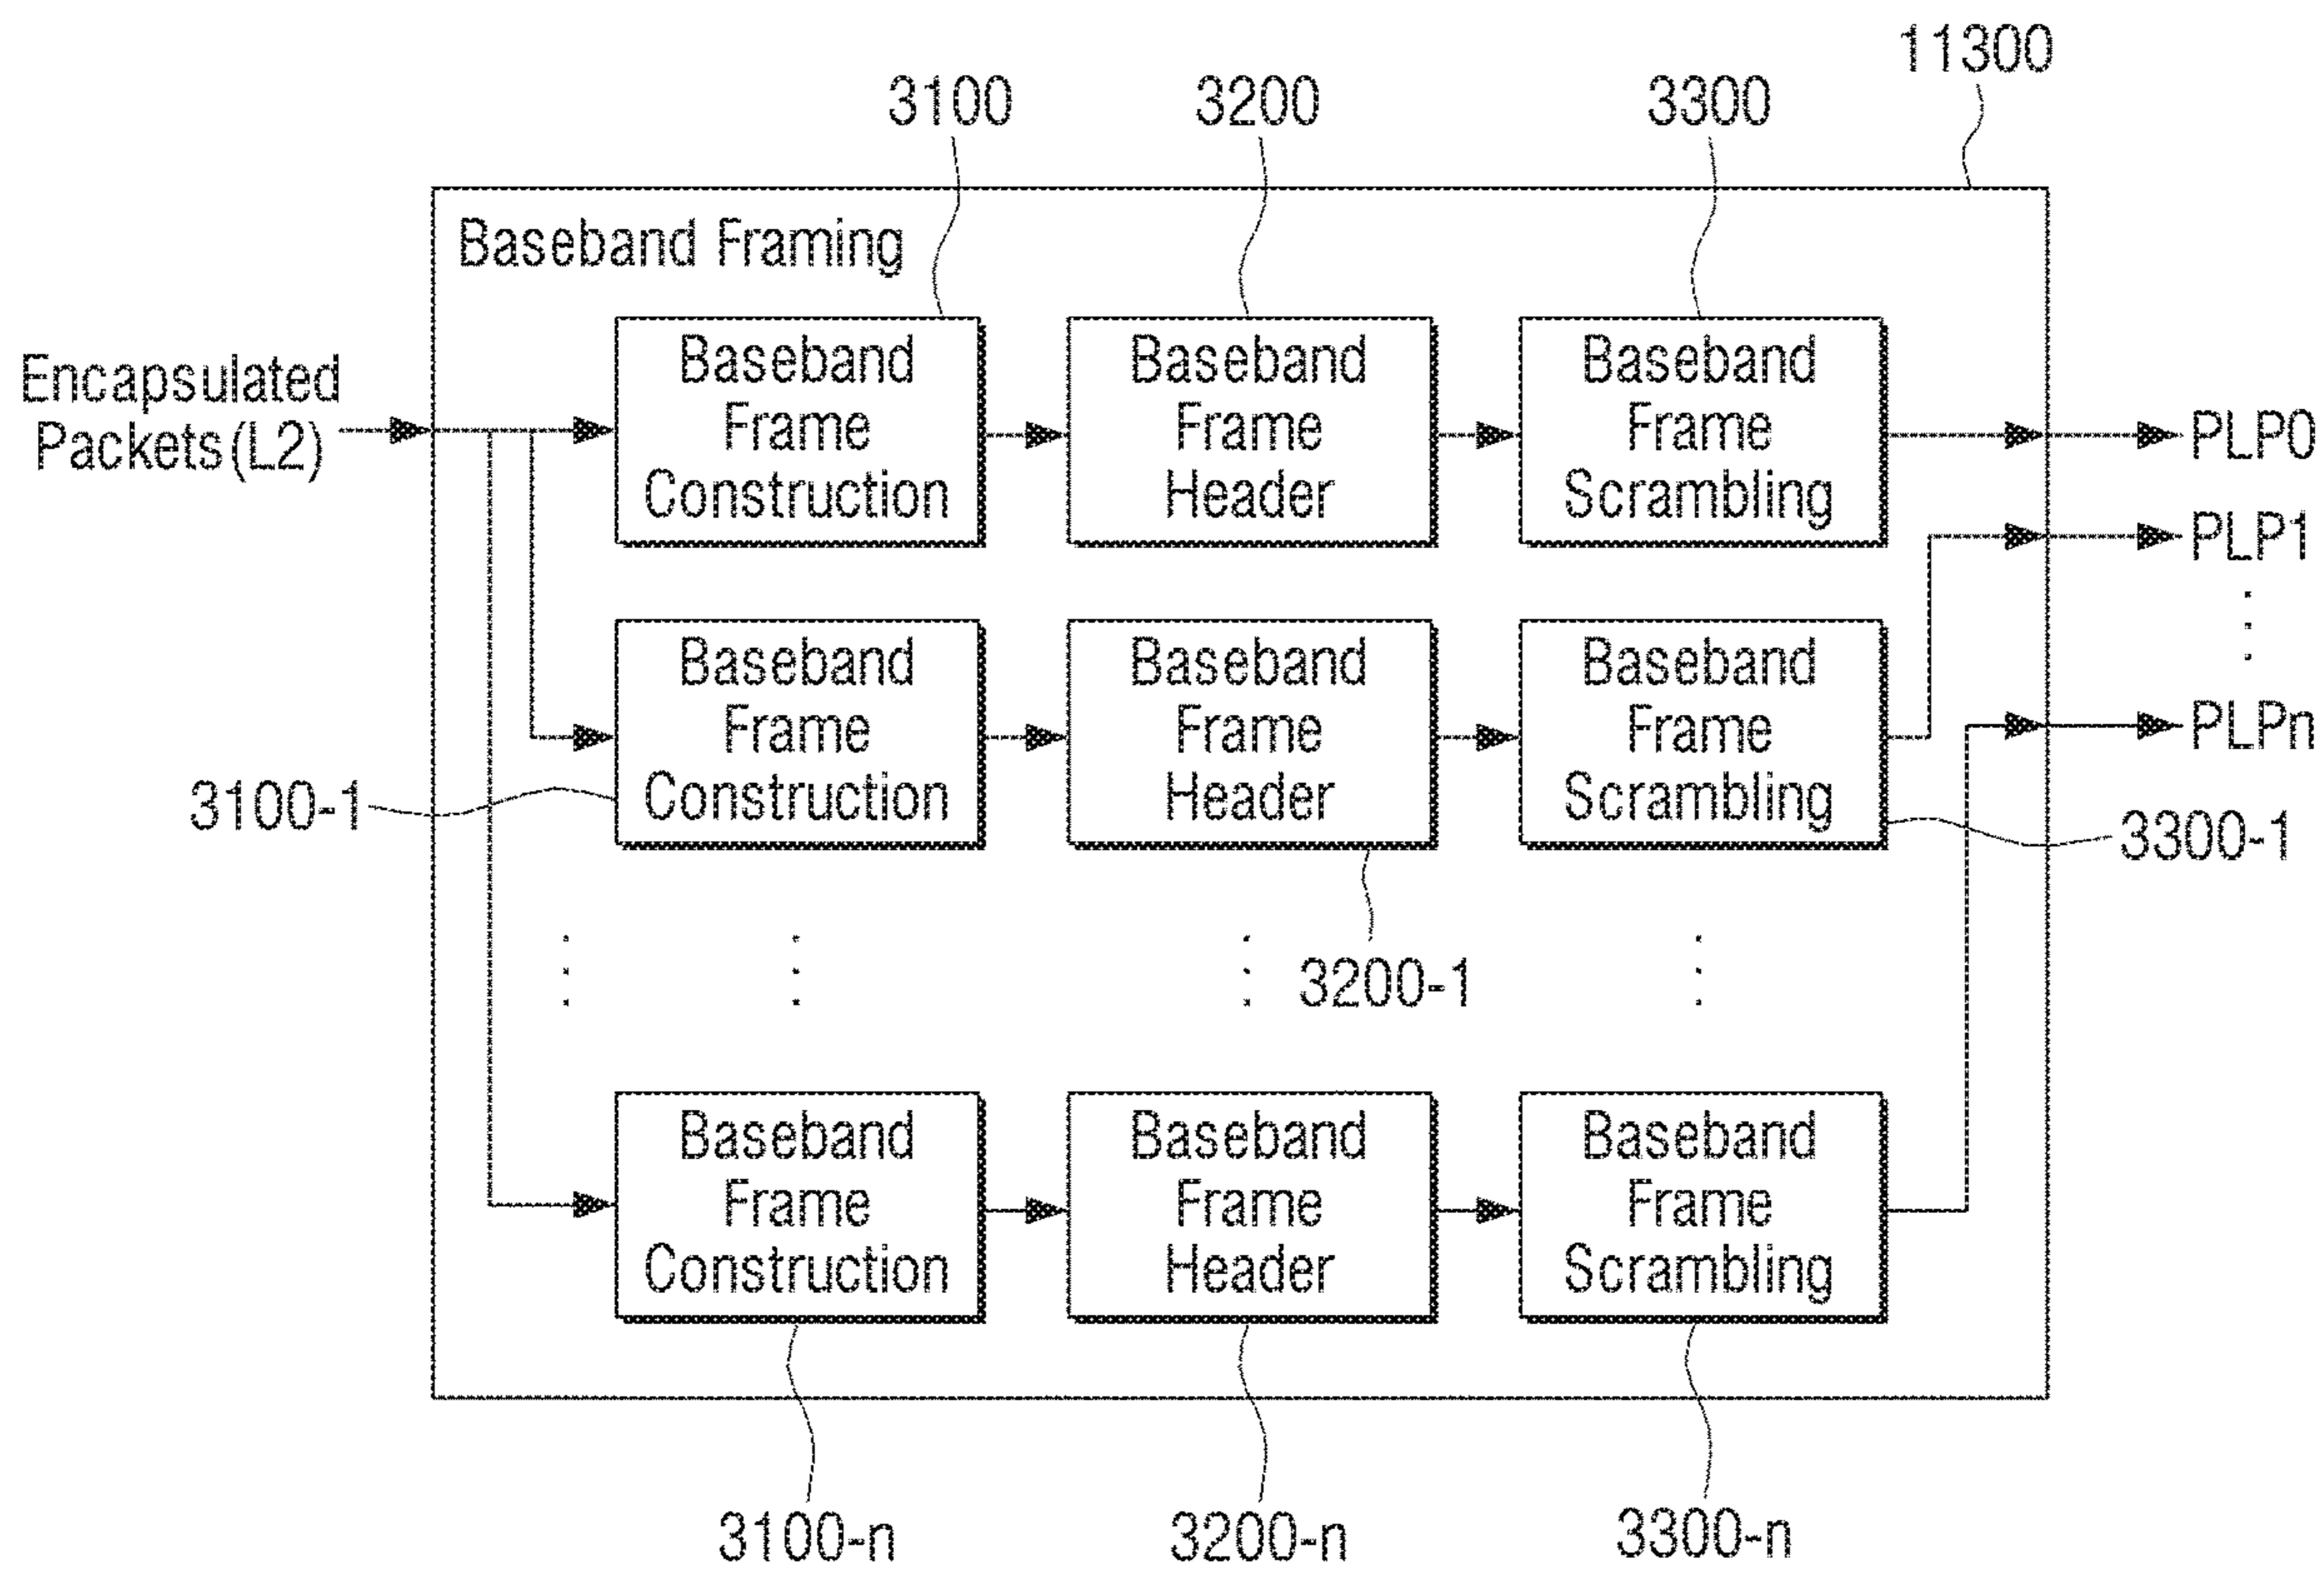 11300
3100
3200
3300
Baseband Framing
Encapsulated
Packets(L2)
Baseband
Frame
Construction
Baseband
Frame
Header
Baseband
Frame
Scrambling
PLP0
PLP1
PLPn
Baseband
Frame
Construction
Baseband
Frame
Header
Baseband
Frame
Scrambling
3100-1
3300-1
3200-1
Baseband
Frame
Construction
Baseband
Frame
Header
Baseband
Frame
Scrambling
3100-n
3200-n
3300-n